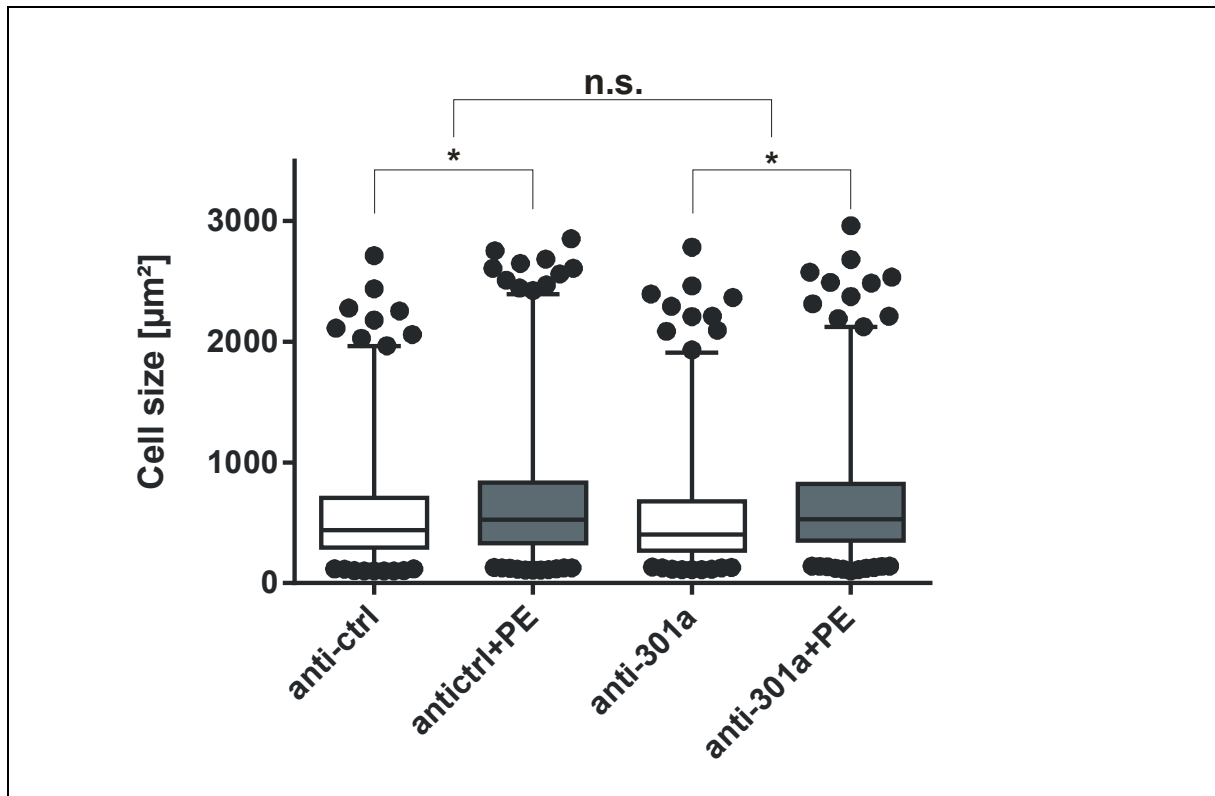 n.s.
*
*
3000
2000
1000
0
Cell size [µm²]
anti-ctrl
antictrl+PE
anti-301a
anti-301a+PE